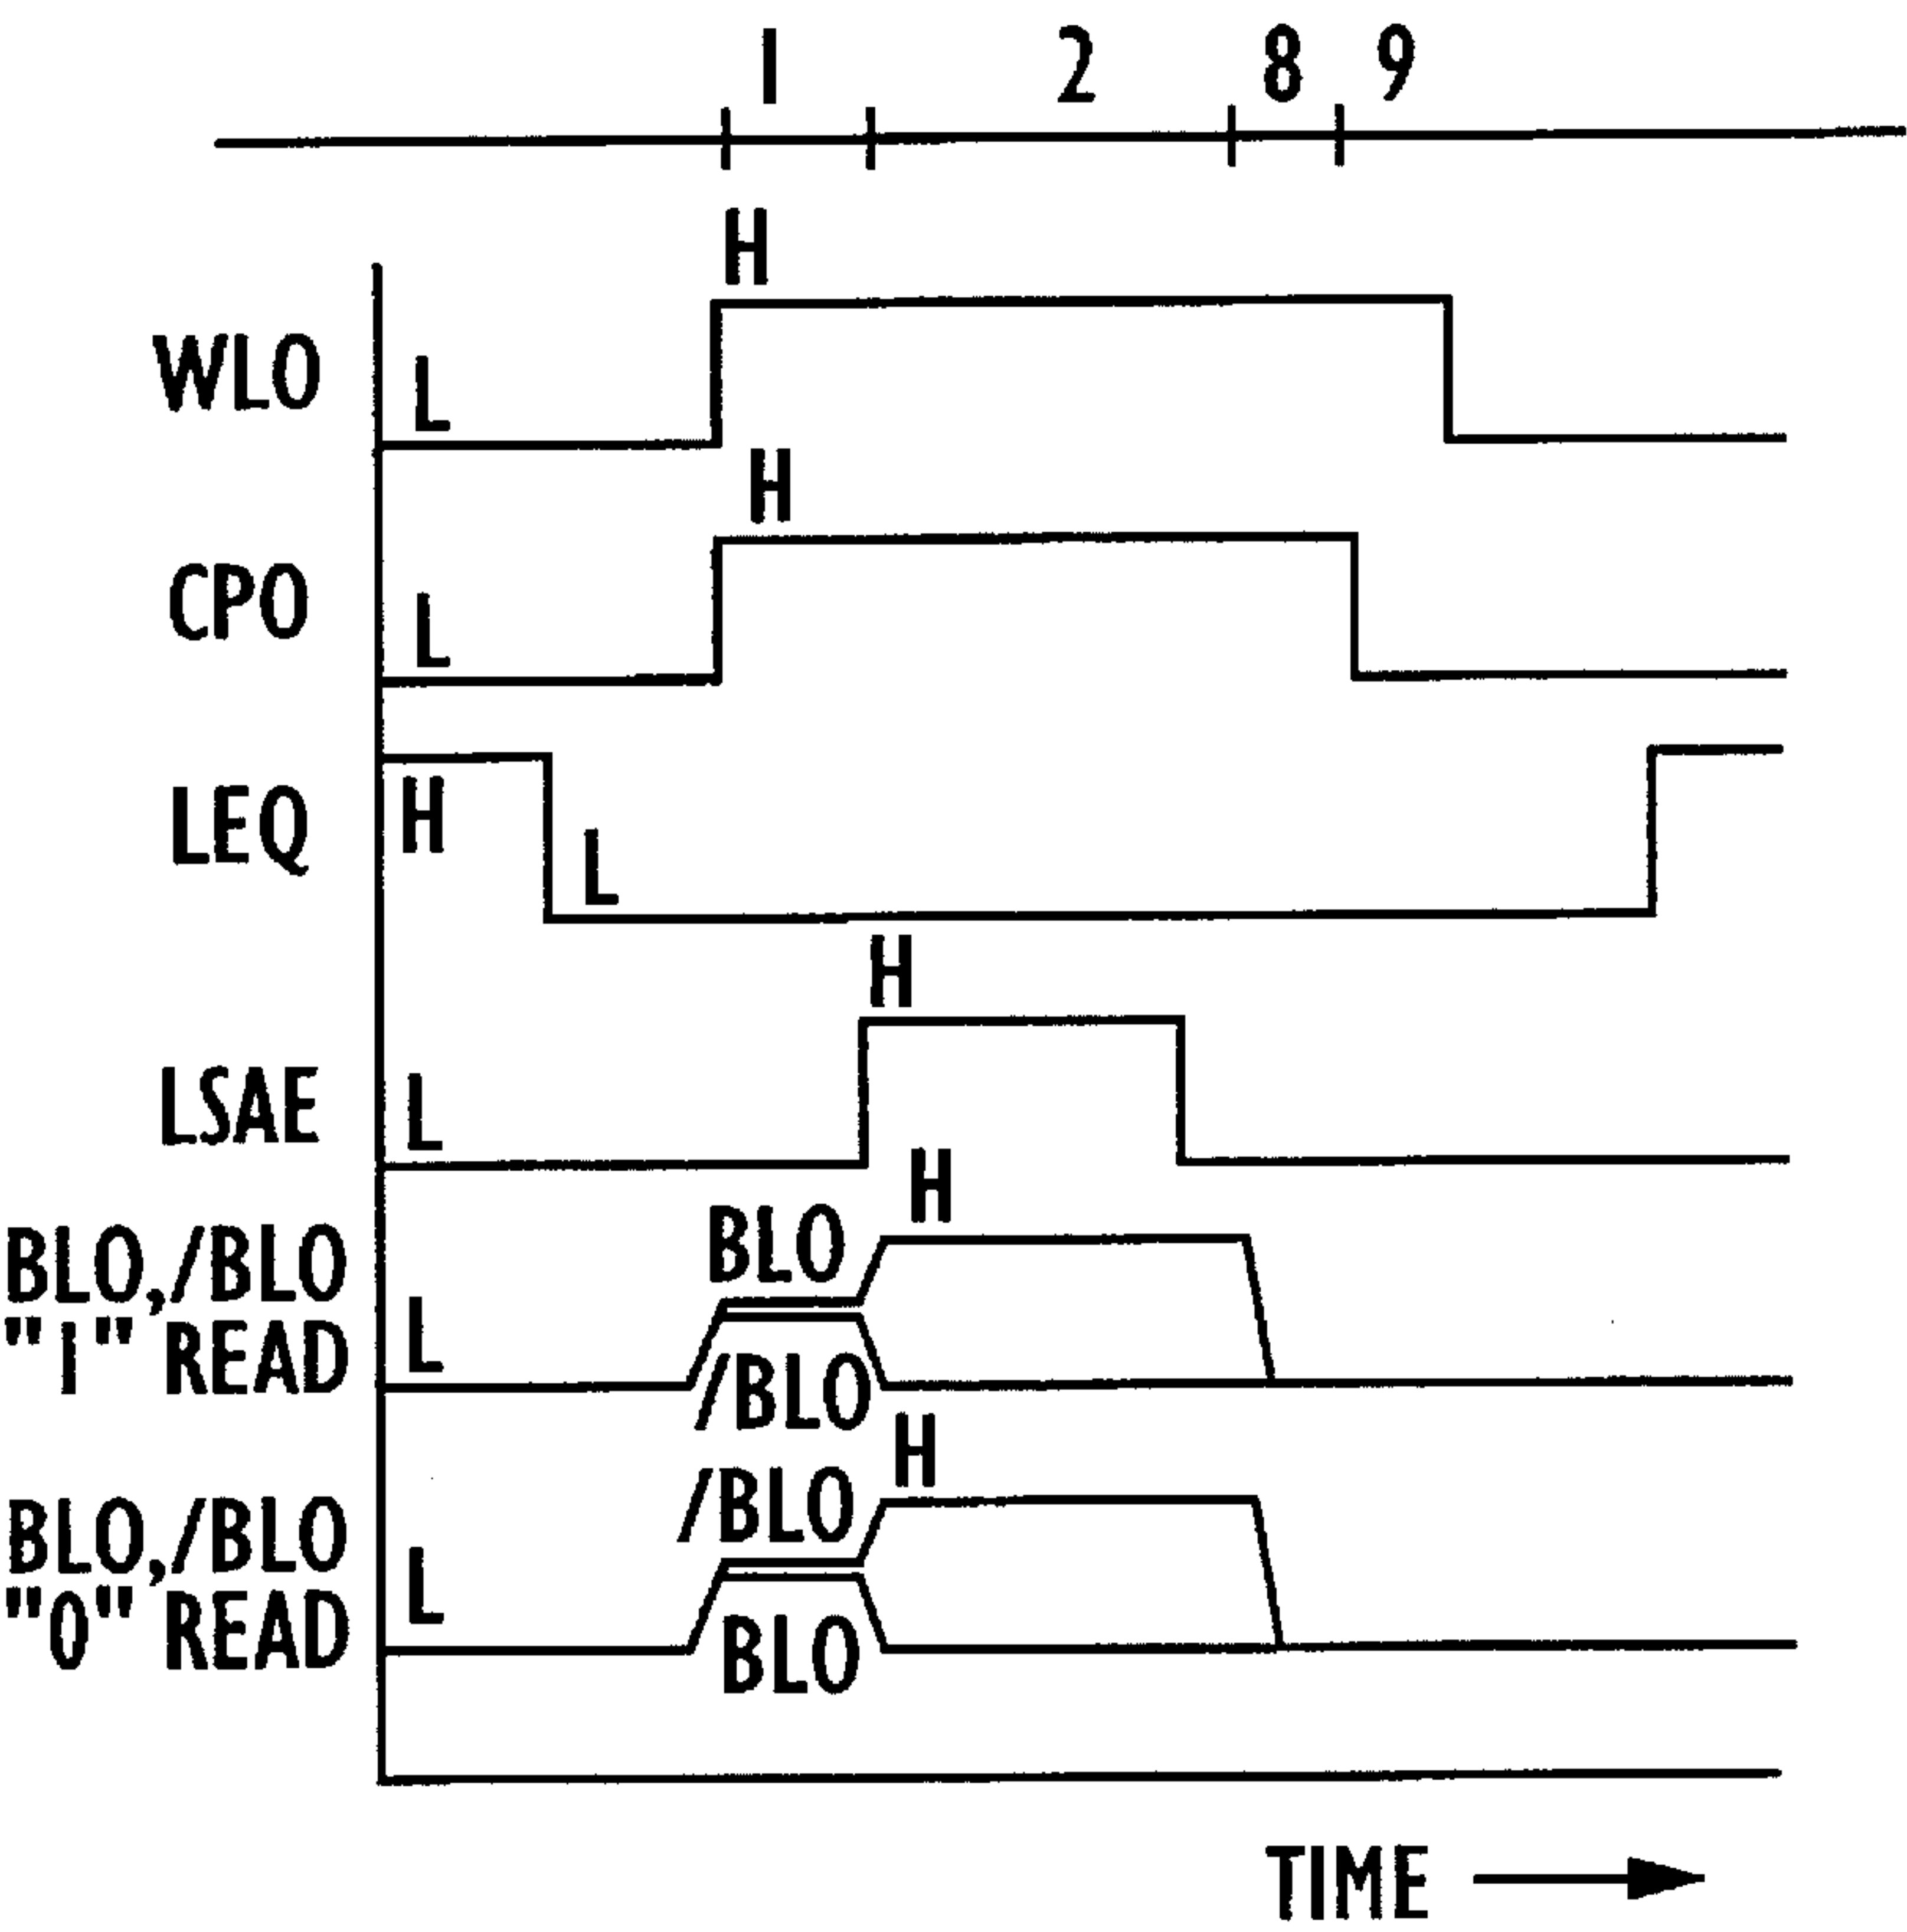 1 2 8 9
H
WLO L
H
CPO L
LEQ H
L
H
LSAE L
H
BLO
BLO,/BLO
"1" READ L
/BLO
H
/BLO
BLO,/BLO
"0" READ L
BLO
TIME